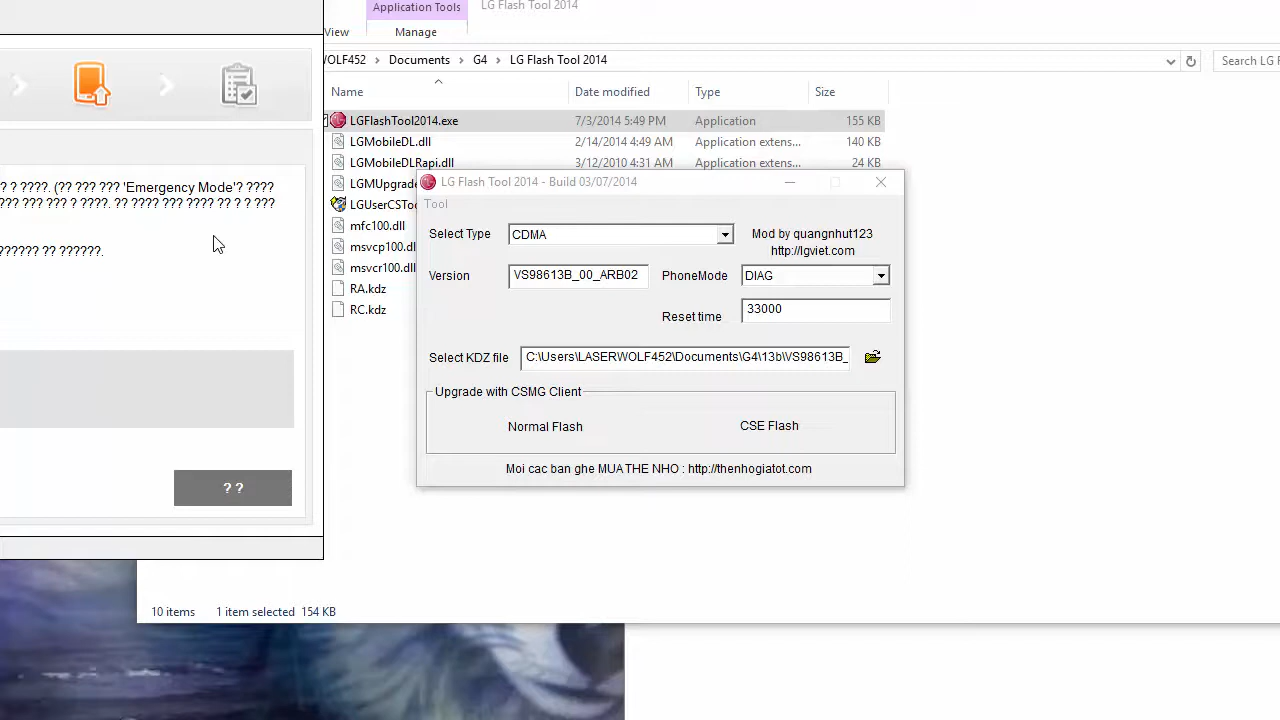 Application Tools
LG Flash Tool 2014
View
Manage
WOLF452 Documents G4 LG Flash Tool 2014
Search LG F
Name Date modified Type Size
LGFlashTool2014.exe 7/3/2014 5:49 PM Application 155 KB
LGMobileDL.dll 2/14/2014 4:49 AM Application extens... 140 KB
LGMobileDLRapi.dll 3/12/2010 4:31 AM Application extens... 24 KB
LGMUpgrade
LGUserCSToo
mfc100.dll
msvcp100.dl
msvcr100.dll
RA.kdz
RC.kdz
10 items 1 item selected 154 KB
? ? ????. (?? ??? ??? 'Emergency Mode'? ????
??? ??? ??? ? ????. ?? ???? ??? ???? ?? ? ? ???
?????? ?? ??????.
? ?
LG Flash Tool 2014 - Build 03/07/2014
Tool
Select Type CDMA
Mod by quangnhut123
http://lgviet.com
Version VS98613B_00_ARB02 PhoneMode DIAG
Reset time 33000
Select KDZ file C:\Users\LASERWOLF452\Documents\G4\13b\VS98613B_
Upgrade with CSMG Client
Normal Flash CSE Flash
Moi cac ban ghe MUA THE NHO : http://thenhogiatot.com